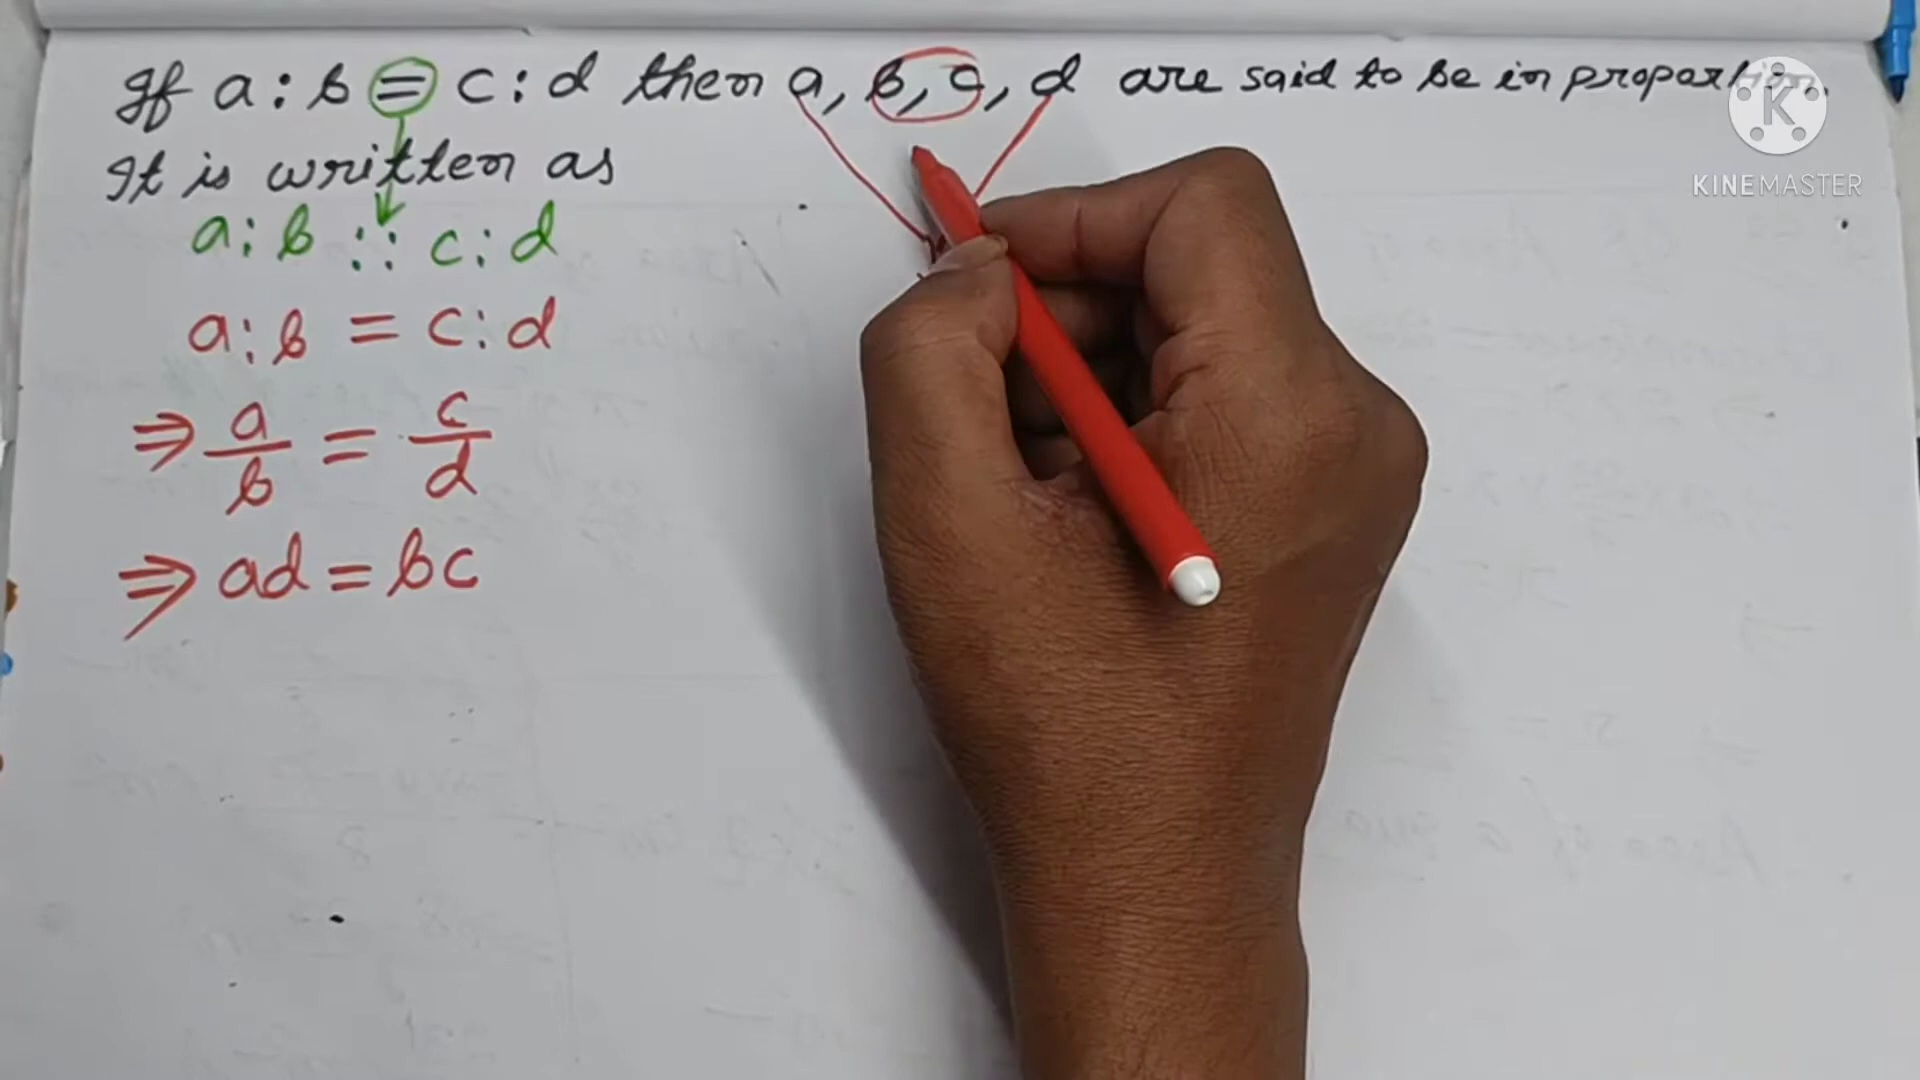 If a : b = c : d then a, b, c, d are said to be in proportion.
It is written as
a : b :: c : d
a : b = c : d
⇒ a/b = c/d
⇒ ad = bc
K
KINEMASTER